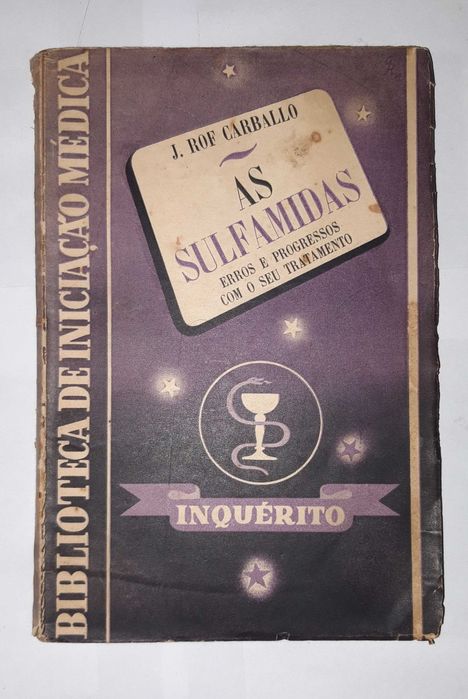 BIBLIOTECA DE INICIAÇÃO MÉDICA
J. ROF CARBALLO
AS
SULFAMIDAS
ERROS E PROGRESSOS
COM O SEU TRATAMENTO
INQUÉRITO